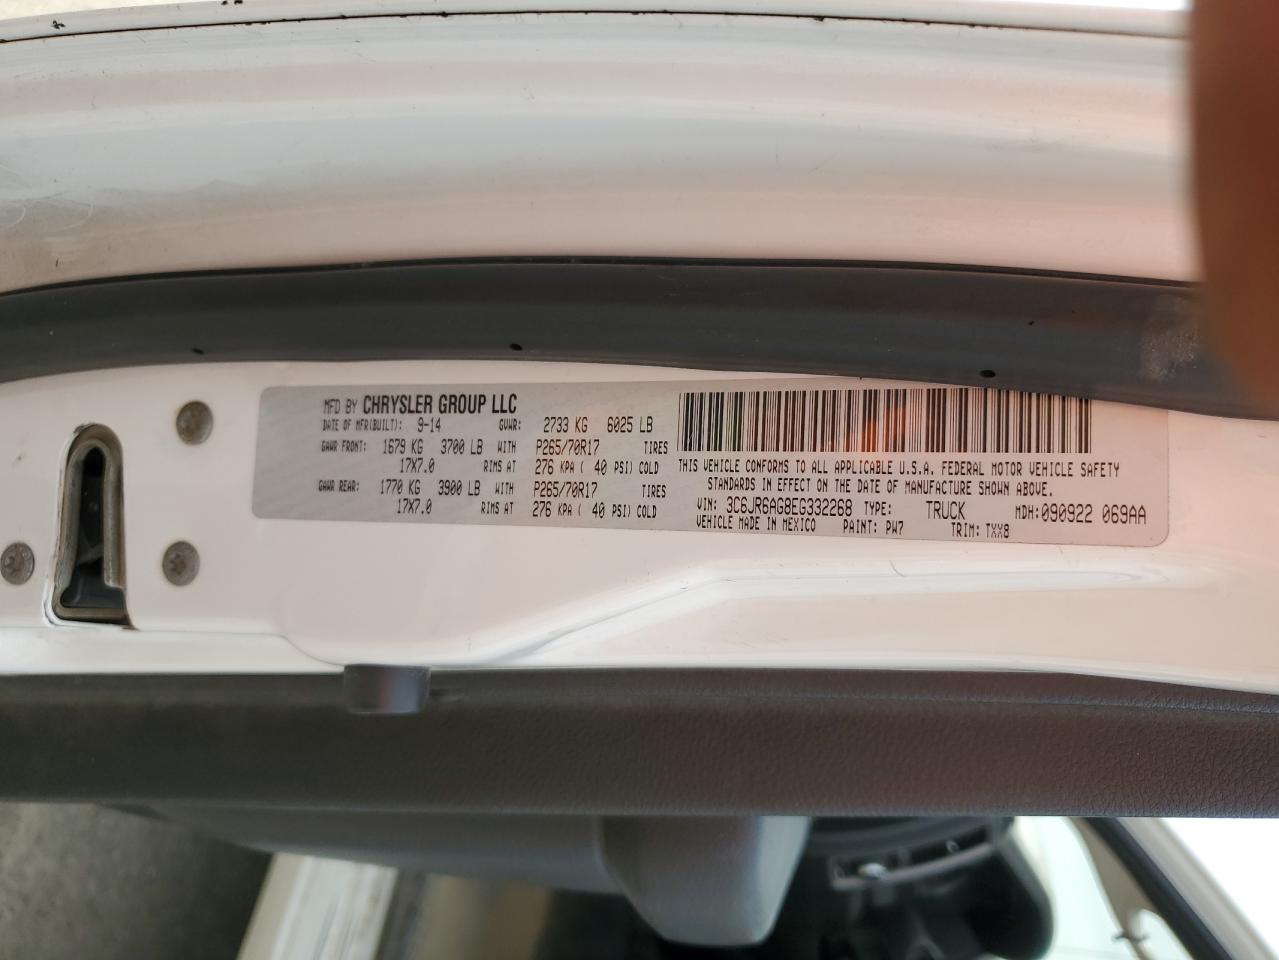 MFD BY CHRYSLER GROUP LLC
DATE OF MFR(BUILT): 9-14 GVWR: 2733 KG 6025 LB
GAWR FRONT: 1679 KG 3700 LB WITH P265/70R17 TIRES
17X7.0 RIMS AT 276 KPA ( 40 PSI) COLD
GAWR REAR: 1770 KG 3900 LB WITH P265/70R17 TIRES
17X7.0 RIMS AT 276 KPA ( 40 PSI) COLD
THIS VEHICLE CONFORMS TO ALL APPLICABLE U.S.A. FEDERAL MOTOR VEHICLE SAFETY
STANDARDS IN EFFECT ON THE DATE OF MANUFACTURE SHOWN ABOVE.
VIN: 3C6JR6AG8EG332268 TYPE: TRUCK MDH:090922 069AA
VEHICLE MADE IN MEXICO PAINT: PW7 TRIM: TXX8